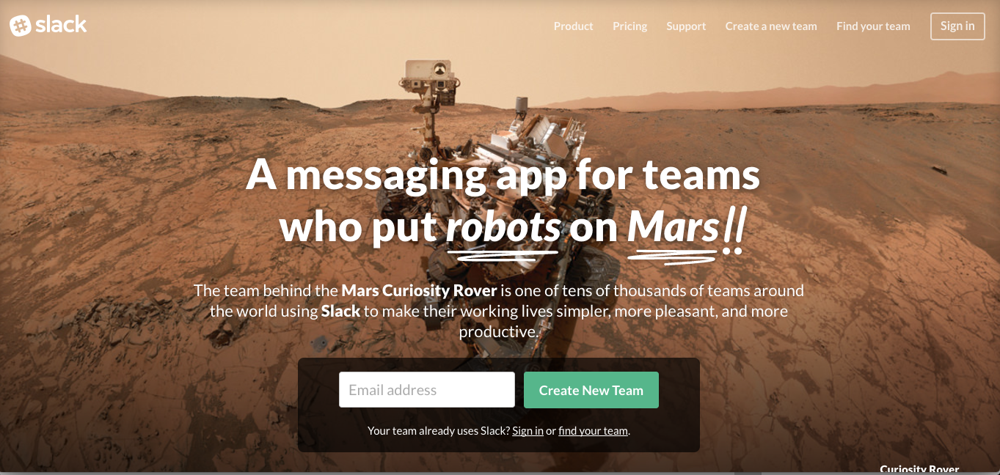 slack
Product Pricing Support Create a new team Find your team Sign in
A messaging app for teams
who put robots on Mars!!
The team behind the Mars Curiosity Rover is one of tens of thousands of teams around
the world using Slack to make their working lives simpler, more pleasant, and more
productive.
Email address Create New Team
Your team already uses Slack? Sign in or find your team.
Curiosity Rover